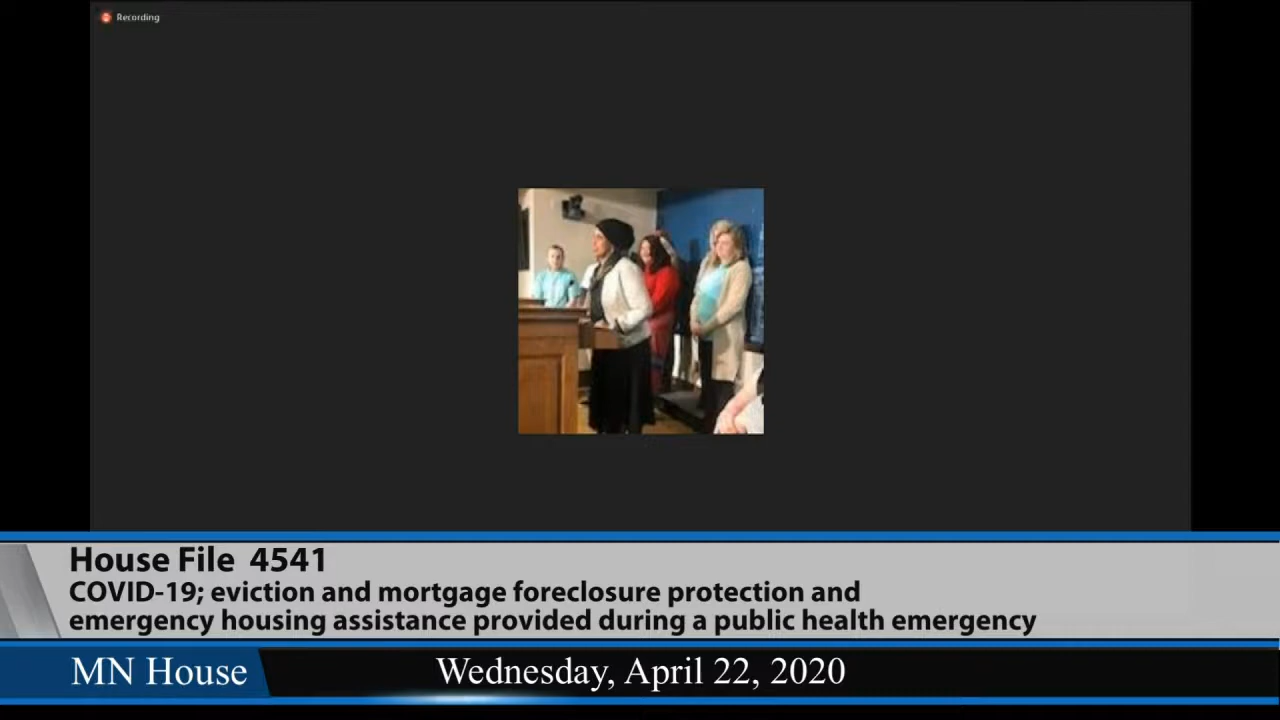 Recording
House File 4541
COVID-19; eviction and mortgage foreclosure protection and
emergency housing assistance provided during a public health emergency
MN House
Wednesday, April 22, 2020